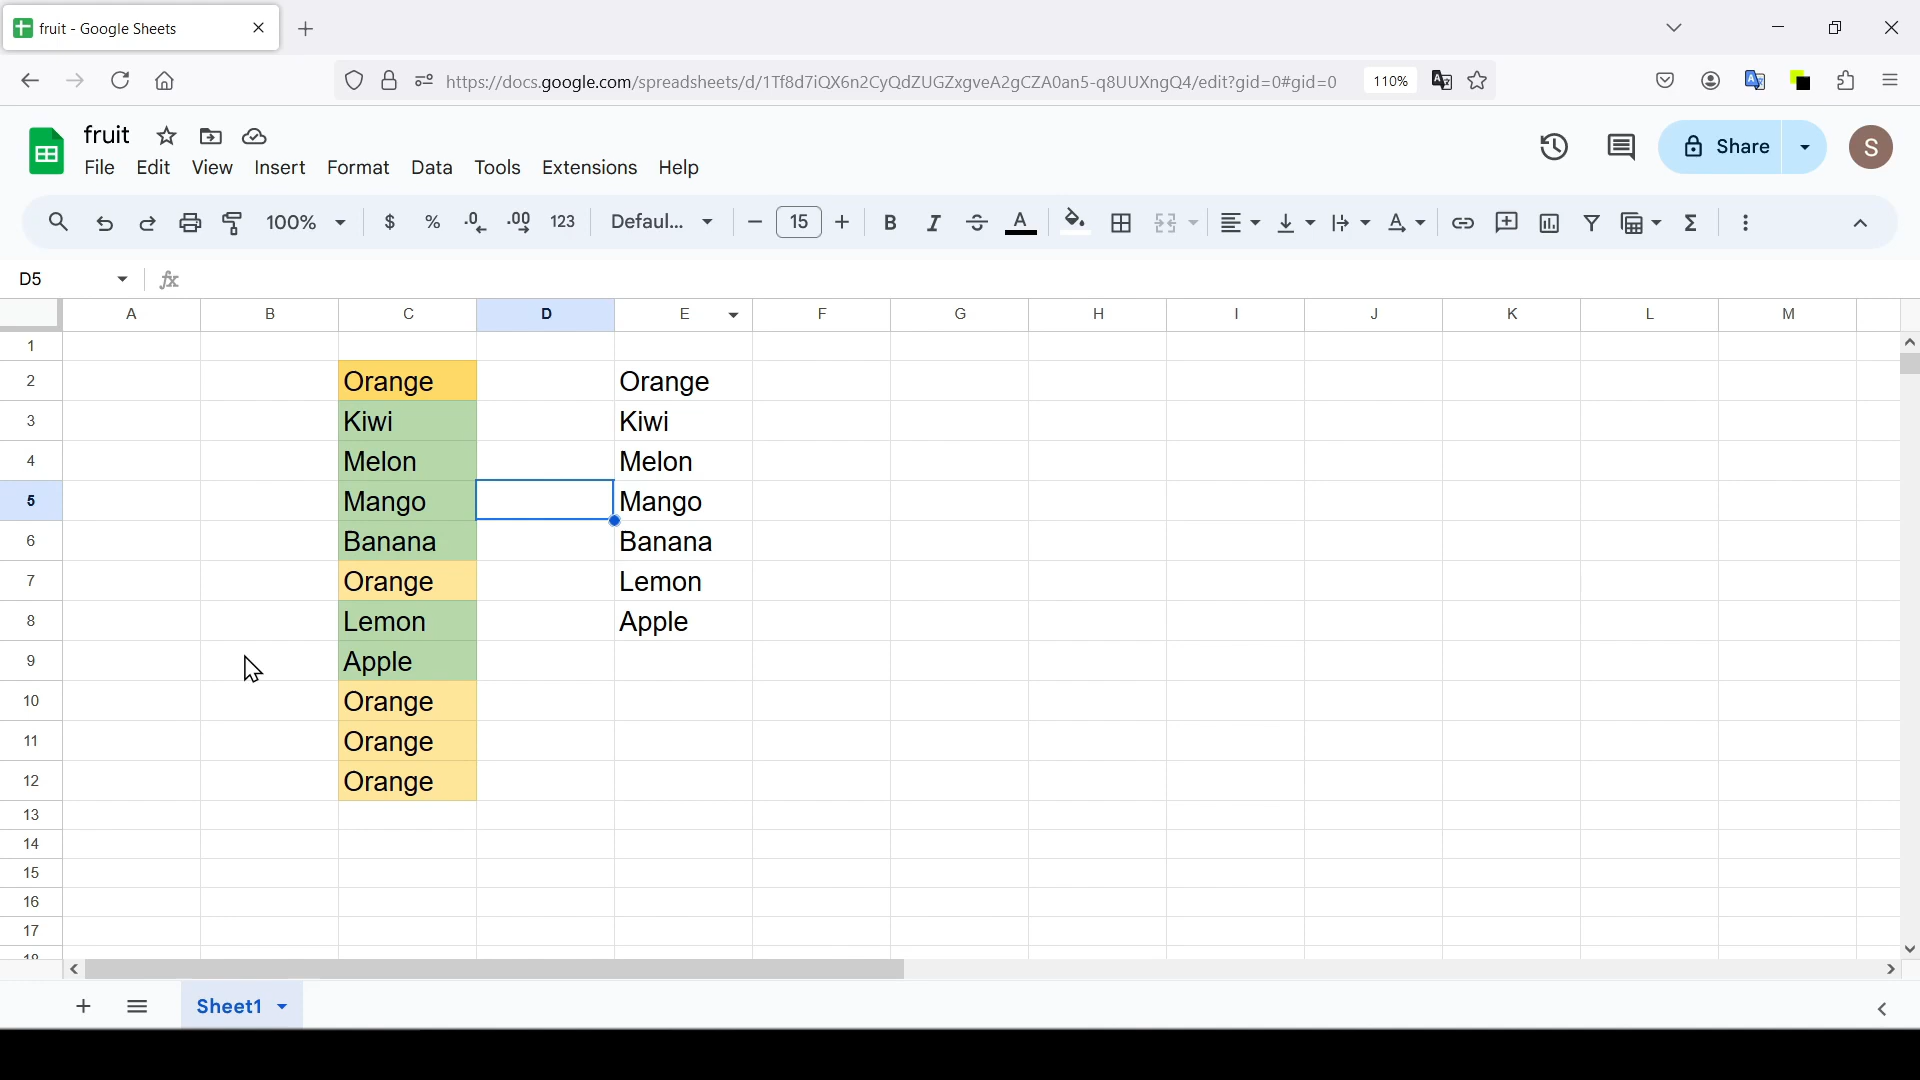 fruit - Google Sheets
https://docs.google.com/spreadsheets/d/1Tf8d7iQX6n2CyQdZUGZxgveA2gCZA0an5-q8UUXngQ4/edit?gid=0#gid=0
110%
fruit
Share
S
File Edit View Insert Format Data Tools Extensions Help
100% $ % .0 .00 123 Defaul... 15 B I S A A Σ
D5 fx
A B C D E F G H I J K L M
1
2 Orange Orange
3 Kiwi Kiwi
4 Melon Melon
5 Mango Mango
6 Banana Banana
7 Orange Lemon
8 Lemon Apple
9 Apple
10 Orange
11 Orange
12 Orange
13
14
15
16
17
Sheet1